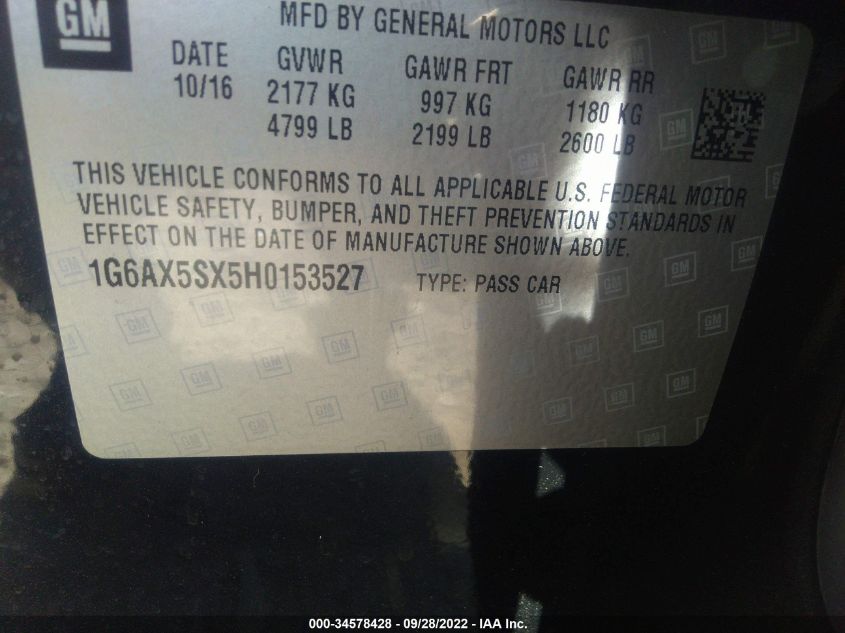 GM
MFD BY GENERAL MOTORS LLC
DATE GVWR GAWR FRT GAWR RR
10/16 2177 KG 997 KG 1180 KG
4799 LB 2199 LB 2600 LB
THIS VEHICLE CONFORMS TO ALL APPLICABLE U.S. FEDERAL MOTOR
VEHICLE SAFETY, BUMPER, AND THEFT PREVENTION STANDARDS IN
EFFECT ON THE DATE OF MANUFACTURE SHOWN ABOVE.
1G6AX5SX5H0153527 TYPE: PASS CAR
000-34578428 - 09/28/2022 - IAA Inc.